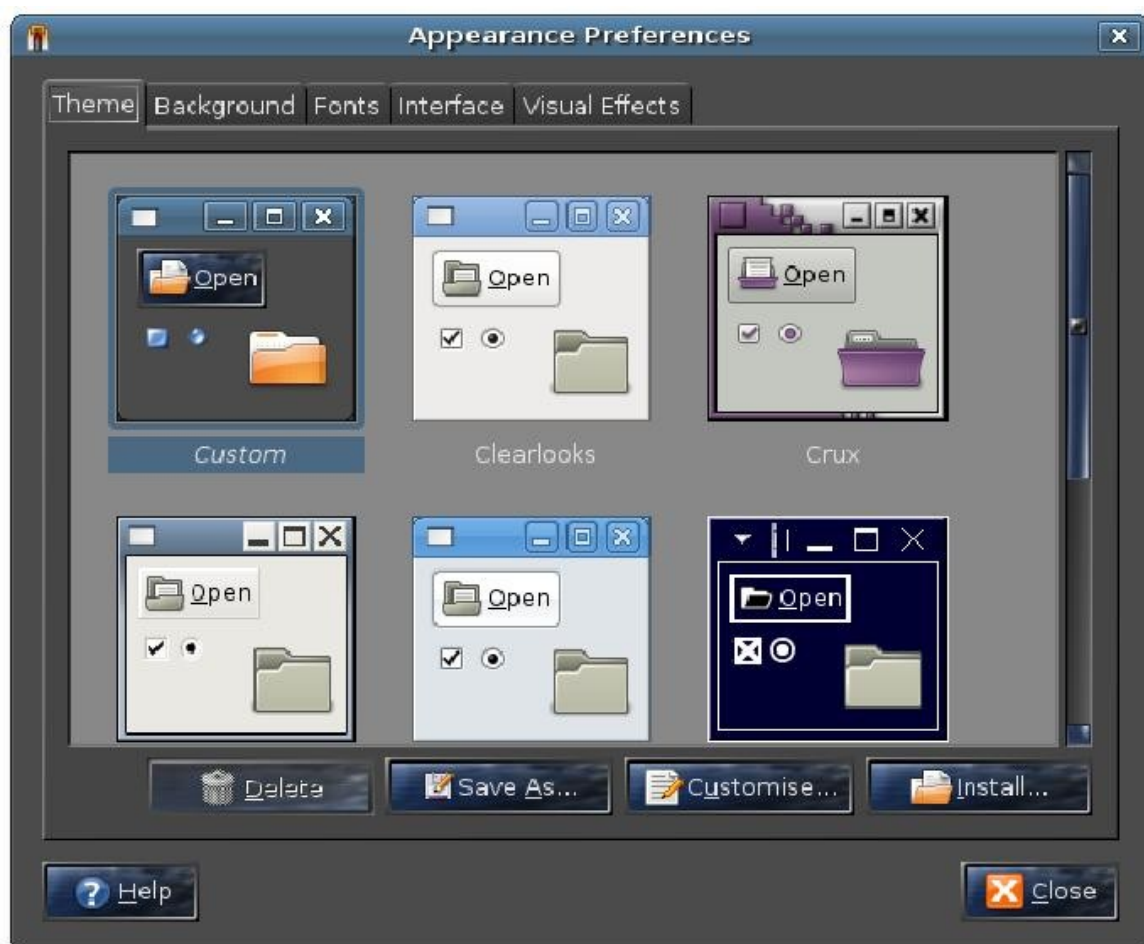 Appearance Preferences
Theme Background Fonts Interface Visual Effects
Open Open Open
Custom Clearlooks Crux
Open Open Open
Delete Save As... Customise... Install...
Help Close